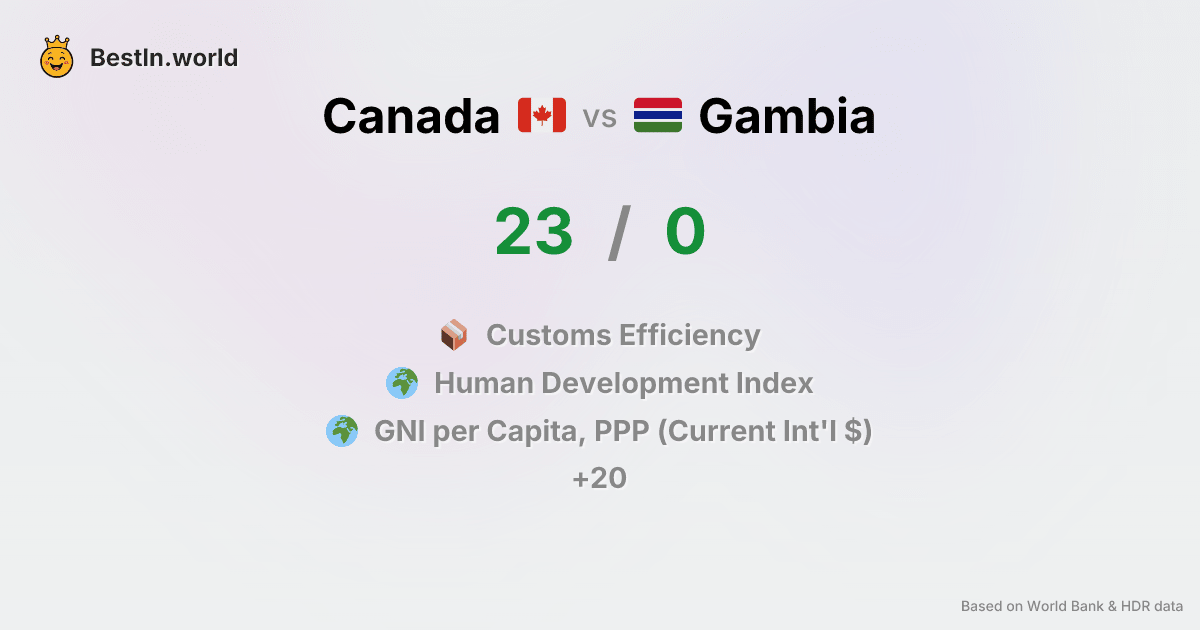 BestIn.world
Canada vs Gambia
23 / 0
Customs Efficiency
Human Development Index
GNI per Capita, PPP (Current Int'l $)
+20
Based on World Bank & HDR data